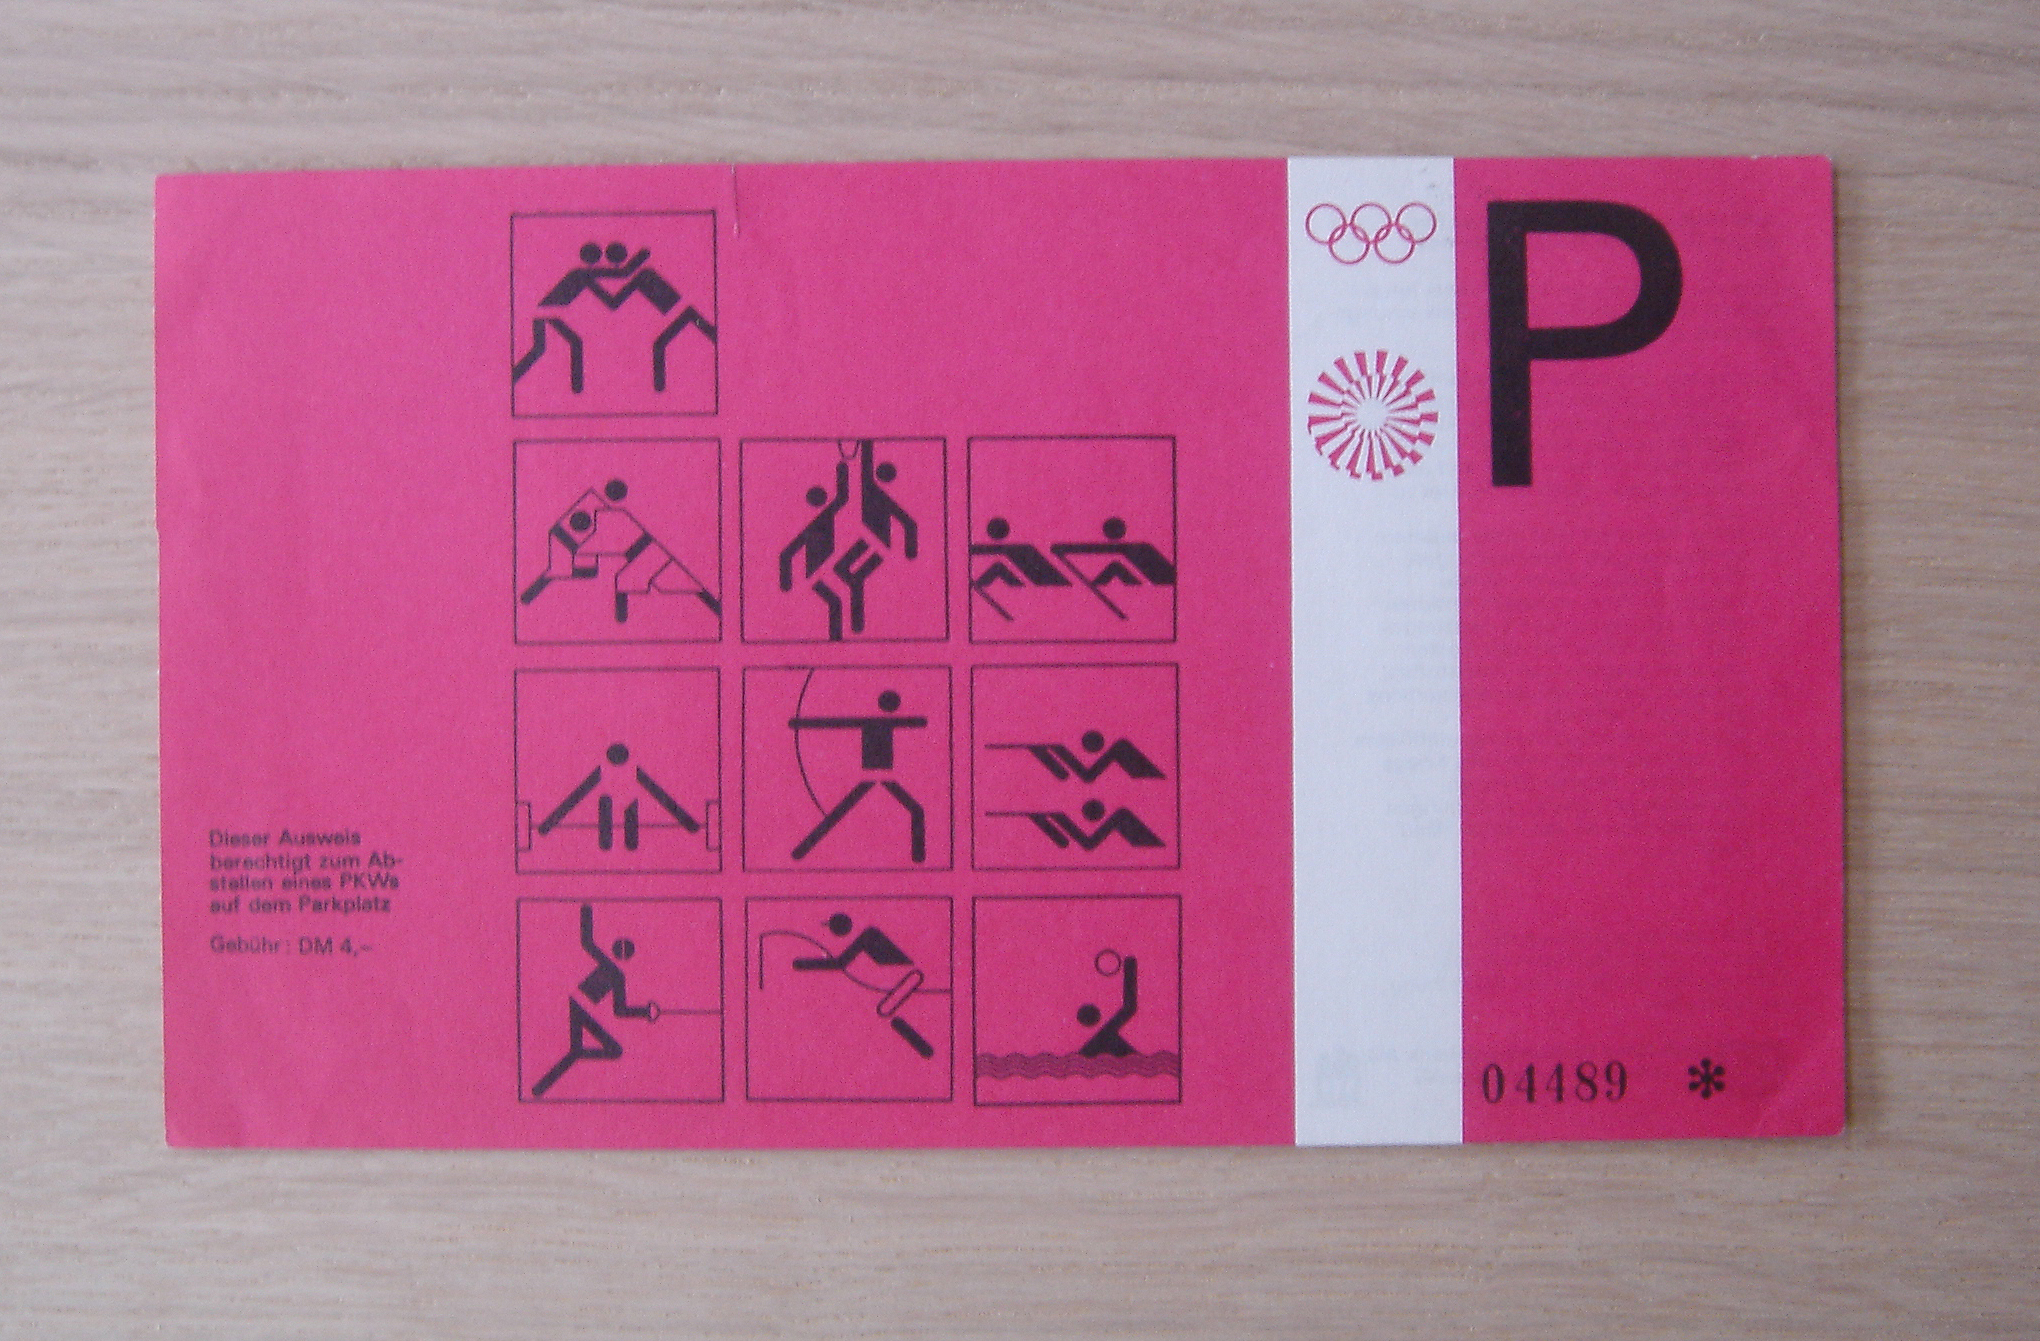 P
Dieser Ausweis
berechtigt zum Ab-
stellen eines PKWs
auf dem Parkplatz
Gebühr: DM 4,–
04489 *